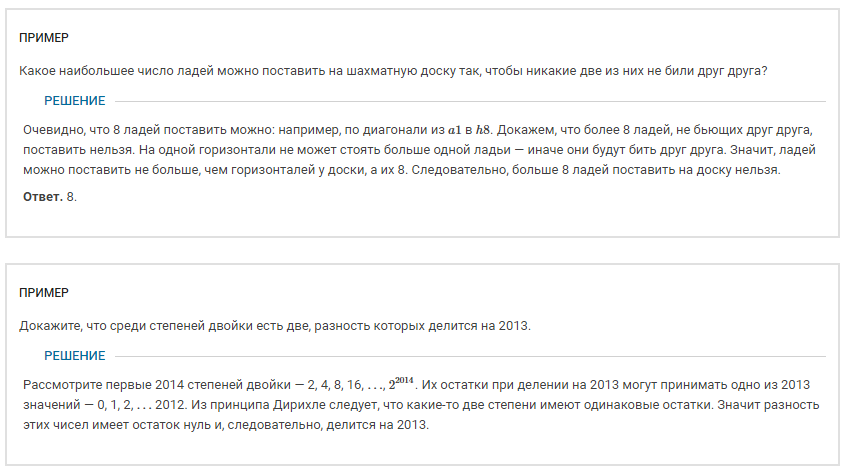 ПРИМЕР
Какое наибольшее число ладей можно поставить на шахматную доску так, чтобы никакие две из них не били друг друга?
РЕШЕНИЕ
Очевидно, что 8 ладей поставить можно: например, по диагонали из a1 в h8. Докажем, что более 8 ладей, не бьющих друг друга,
поставить нельзя. На одной горизонтали не может стоять больше одной ладьи — иначе они будут бить друг друга. Значит, ладей
можно поставить не больше, чем горизонталей у доски, а их 8. Следовательно, больше 8 ладей поставить на доску нельзя.
Ответ. 8.
ПРИМЕР
Докажите, что среди степеней двойки есть две, разность которых делится на 2013.
РЕШЕНИЕ
Рассмотрите первые 2014 степеней двойки — 2, 4, 8, 16, …, 2²⁰¹⁴. Их остатки при делении на 2013 могут принимать одно из 2013
значений — 0, 1, 2, … 2012. Из принципа Дирихле следует, что какие-то две степени имеют одинаковые остатки. Значит разность
этих чисел имеет остаток нуль и, следовательно, делится на 2013.